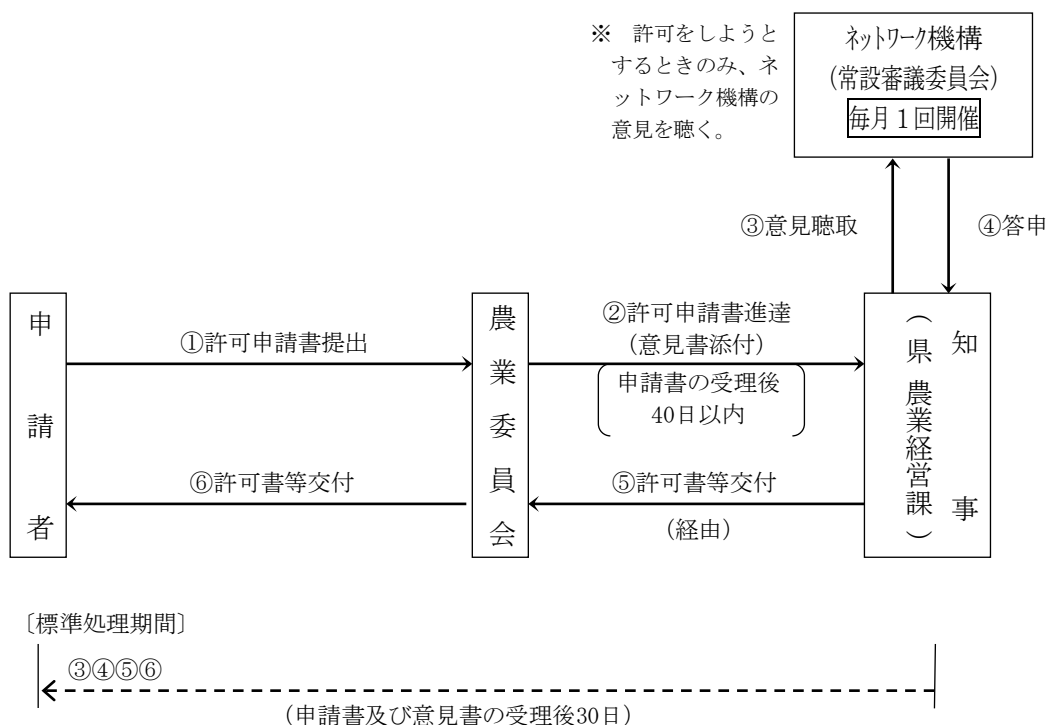 ※ 許可をしようと
するときのみ、ネ
ットワーク機構の
意見を聴く。
ネットワーク機構
(常設審議委員会)
毎月１回開催
③意見聴取
④答申
申請者
①許可申請書提出
農業委員会
②許可申請書進達
(意見書添付)
申請書の受理後
40日以内
知事
(県農業経営課)
⑥許可書等交付
⑤許可書等交付
(経由)
〔標準処理期間〕
③④⑤⑥
(申請書及び意見書の受理後30日)